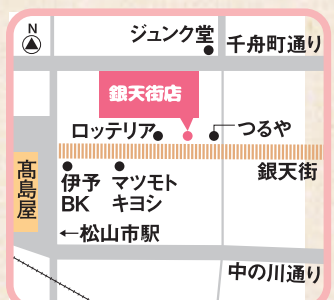 N
ジュンク堂
千舟町通り
銀天街店
ロッテリア
つるや
銀天街
髙島屋
伊予
BK
マツモト
キヨシ
←松山市駅
中の川通り